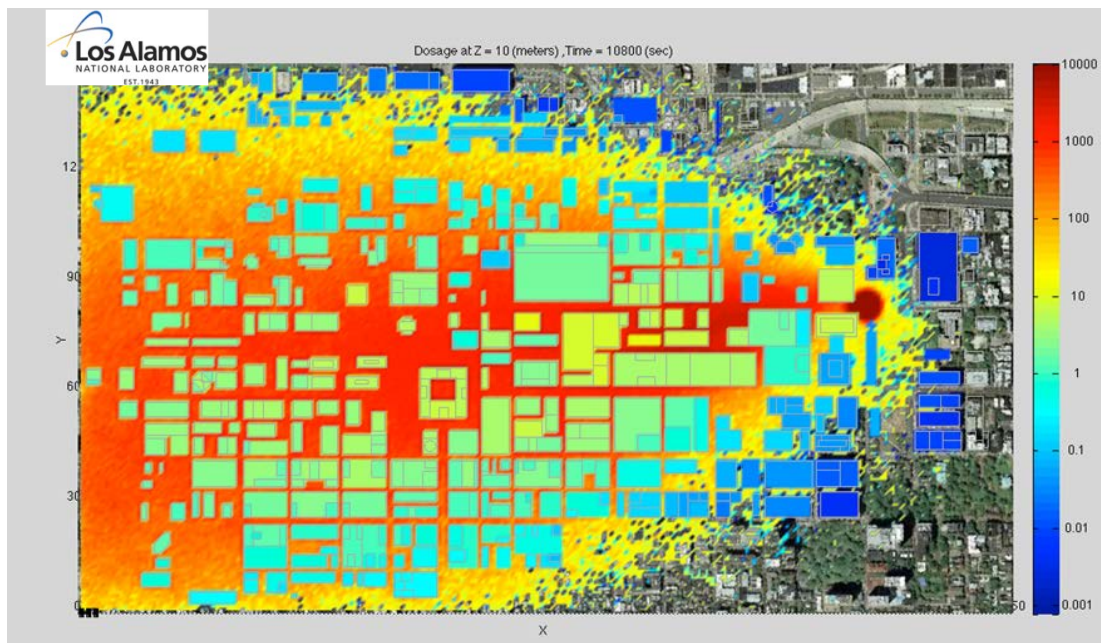 Los Alamos
NATIONAL LABORATORY
EST. 1943
Dosage at Z = 10 (meters) ,Time = 10800 (sec)
10000
1000
100
10
1
0.1
0.01
0.001
12
90
60
30
0
50
Y
X